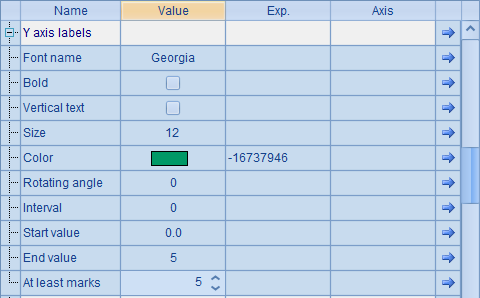 Name Value Exp. Axis
Y axis labels
Font name Georgia
Bold
Vertical text
Size 12
Color -16737946
Rotating angle 0
Interval 0
Start value 0.0
End value 5
At least marks 5